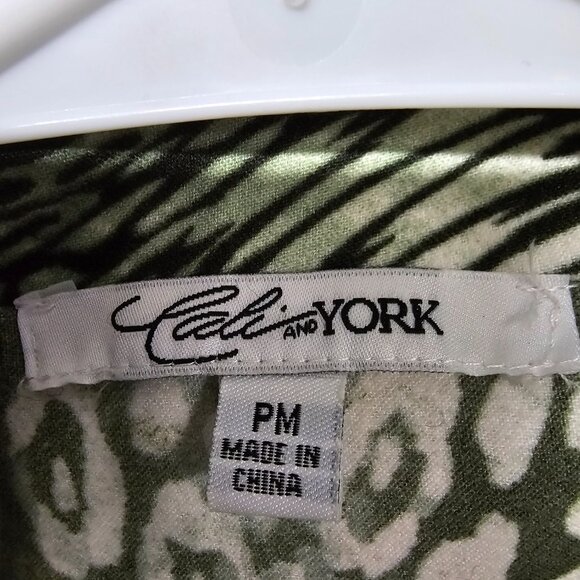 Cali AND YORK
PM
MADE IN
CHINA